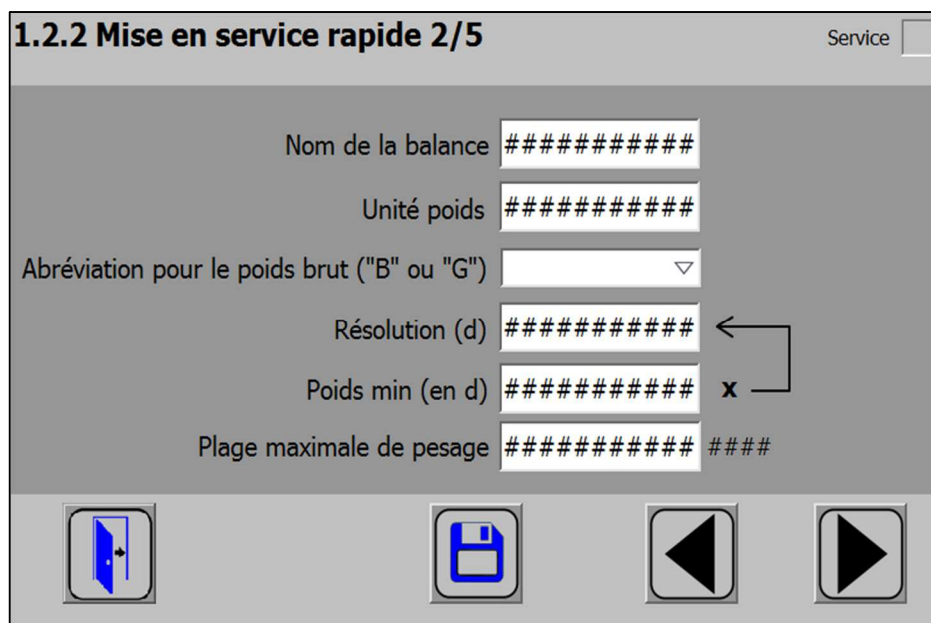 1.2.2 Mise en service rapide 2/5
Service
Nom de la balance ###########
Unité poids ###########
Abréviation pour le poids brut ("B" ou "G")
Résolution (d) ###########
Poids min (en d) ########### x
Plage maximale de pesage ########### ####